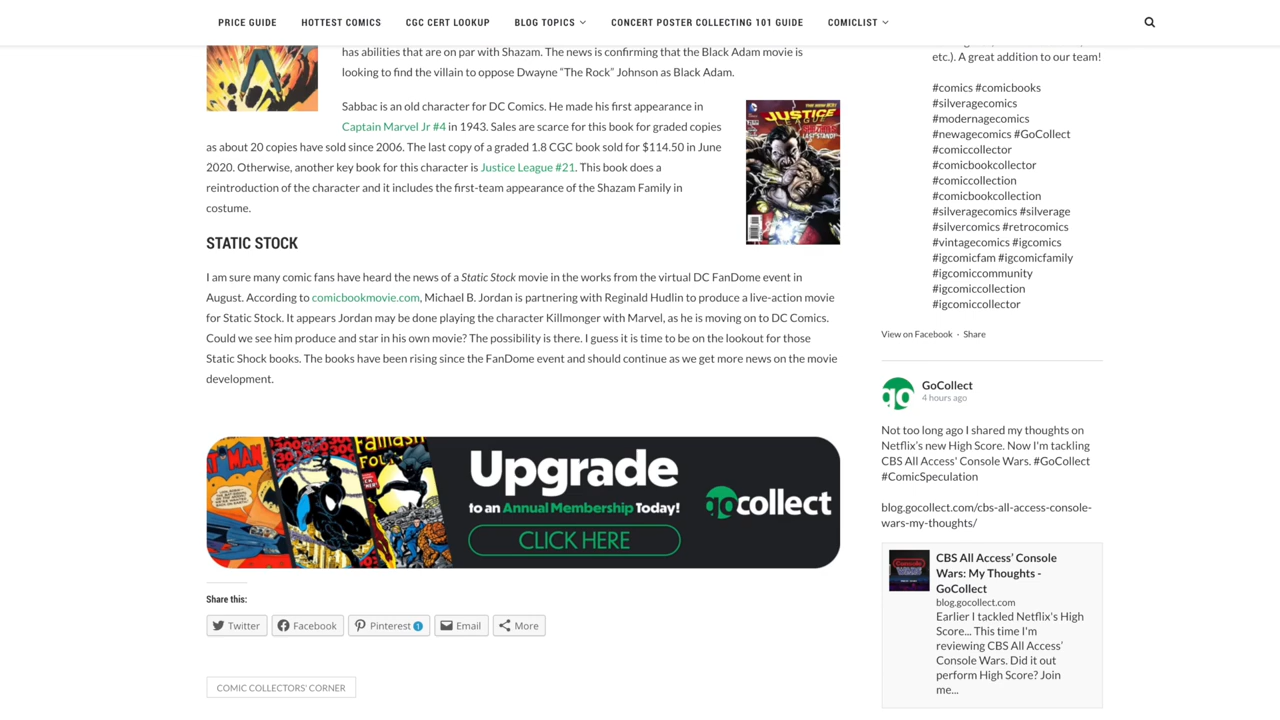 PRICE GUIDE HOTTEST COMICS CGC CERT LOOKUP BLOG TOPICS CONCERT POSTER COLLECTING 101 GUIDE COMICLIST
has abilities that are on par with Shazam. The news is confirming that the Black Adam movie is
looking to find the villain to oppose Dwayne “The Rock” Johnson as Black Adam.
Sabbac is an old character for DC Comics. He made his first appearance in
Captain Marvel Jr #4 in 1943. Sales are scarce for this book for graded copies
as about 20 copies have sold since 2006. The last copy of a graded 1.8 CGC book sold for $114.50 in June
2020. Otherwise, another key book for this character is Justice League #21. This book does a
reintroduction of the character and it includes the first-team appearance of the Shazam Family in
costume.
JUSTICE
LEAGUE
LAST STAND!
STATIC STOCK
I am sure many comic fans have heard the news of a Static Stock movie in the works from the virtual DC FanDome event in
August. According to comicbookmovie.com, Michael B. Jordan is partnering with Reginald Hudlin to produce a live-action movie
for Static Stock. It appears Jordan may be done playing the character Killmonger with Marvel, as he is moving on to DC Comics.
Could we see him produce and star in his own movie? The possibility is there. I guess it is time to be on the lookout for those
Static Shock books. The books have been rising since the FanDome event and should continue as we get more news on the movie
development.
BATMAN
300
FANTASTIC
FOU
Upgrade
to an Annual Membership Today!
CLICK HERE
gocollect
Share this:
Twitter Facebook Pinterest 1 Email More
COMIC COLLECTORS' CORNER
etc.). A great addition to our team!
#comics #comicbooks
#silveragecomics
#modernagecomics
#newagecomics #GoCollect
#comiccollector
#comicbookcollector
#comiccollection
#comicbookcollection
#silveragecomics #silverage
#silvercomics #retrocomics
#vintagecomics #igcomics
#igcomicfam #igcomicfamily
#igcomiccommunity
#igcomiccollection
#igcomiccollector
View on Facebook · Share
go
GoCollect
4 hours ago
Not too long ago I shared my thoughts on
Netflix’s new High Score. Now I'm tackling
CBS All Access' Console Wars. #GoCollect
#ComicSpeculation
blog.gocollect.com/cbs-all-access-console-
wars-my-thoughts/
CBS All Access’ Console
Wars: My Thoughts -
GoCollect
blog.gocollect.com
Earlier I tackled Netflix's High
Score... This time I'm
reviewing CBS All Access’
Console Wars. Did it out
perform High Score? Join
me...